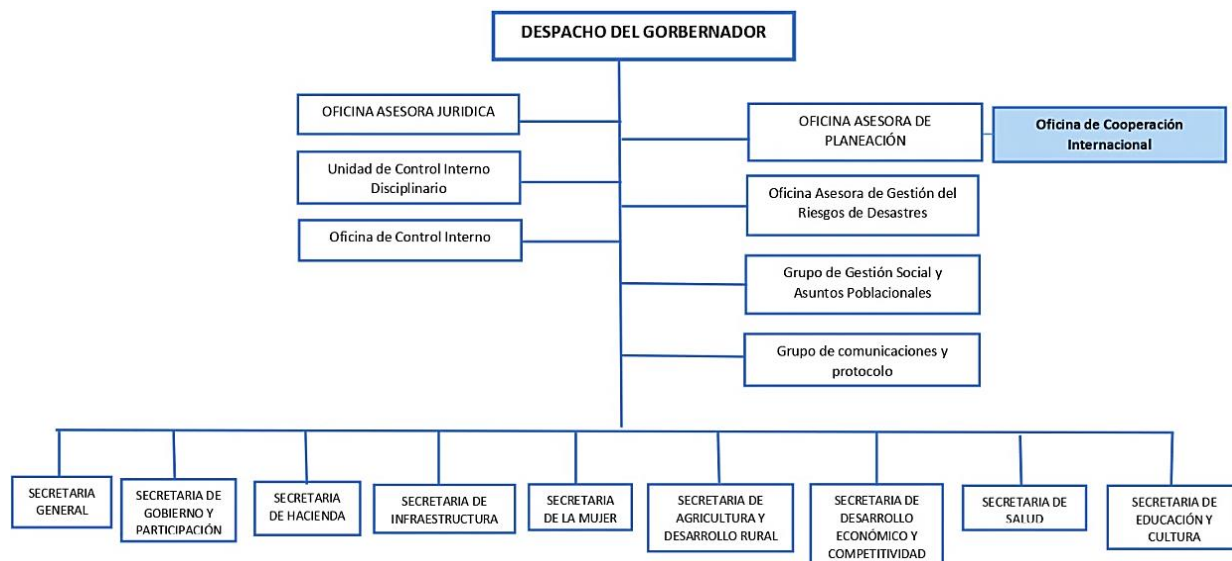 DESPACHO DEL GORBERNADOR
OFICINA ASESORA JURIDICA
OFICINA ASESORA DE
PLANEACIÓN
Oficina de Cooperación
Internacional
Unidad de Control Interno
Disciplinario
Oficina Asesora de Gestión del
Riesgos de Desastres
Oficina de Control Interno
Grupo de Gestión Social y
Asuntos Poblacionales
Grupo de comunicaciones y
protocolo
SECRETARIA
GENERAL
SECRETARIA DE
GOBIERNO Y
PARTICIPACIÓN
SECRETARIA
DE HACIENDA
SECRETARIA DE
INFRAESTRUCTURA
SECRETARIA
DE LA MUJER
SECRETARIA DE
AGRICULTURA Y
DESARROLLO RURAL
SECRETARIA DE
DESARROLLO
ECONÓMICO Y
COMPETITIVIDAD
SECRETARIA DE
SALUD
SECRETARIA DE
EDUCACIÓN Y
CULTURA